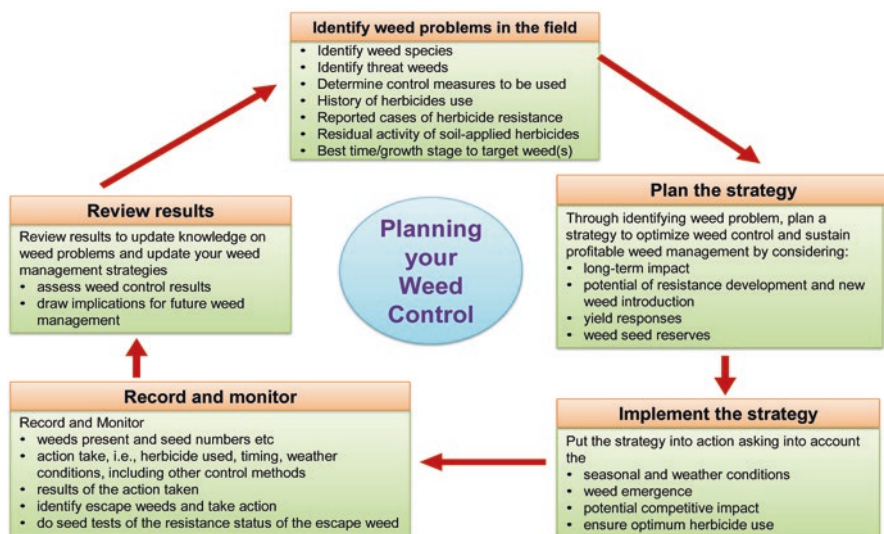 Identify weed problems in the field
• Identify weed species
• Identify threat weeds
• Determine control measures to be used
• History of herbicides use
• Reported cases of herbicide resistance
• Residual activity of soil-applied herbicides
• Best time/growth stage to target weed(s)
Plan the strategy
Through identifying weed problem, plan a
strategy to optimize weed control and sustain
profitable weed management by considering:
• long-term impact
• potential of resistance development and new
weed introduction
• yield responses
• weed seed reserves
Implement the strategy
Put the strategy into action asking into account
the
• seasonal and weather conditions
• weed emergence
• potential competitive impact
• ensure optimum herbicide use
Record and monitor
Record and Monitor
• weeds present and seed numbers etc
• action take, i.e., herbicide used, timing, weather
conditions, including other control methods
• results of the action taken
• identify escape weeds and take action
• do seed tests of the resistance status of the escape weed
Review results
Review results to update knowledge on
weed problems and update your weed
management strategies
• assess weed control results
• draw implications for future weed
management
Planning
your
Weed
Control